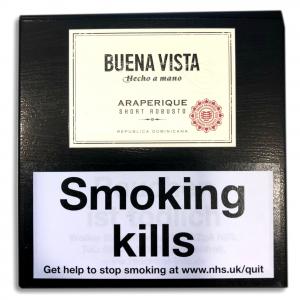 BUENA VISTA
Hecho a mano
ARAPERIQUE
SHORT ROBUSTO
REPUBLICA DOMINICANA
Smoking
kills
Get help to stop smoking at www.nhs.uk/quit